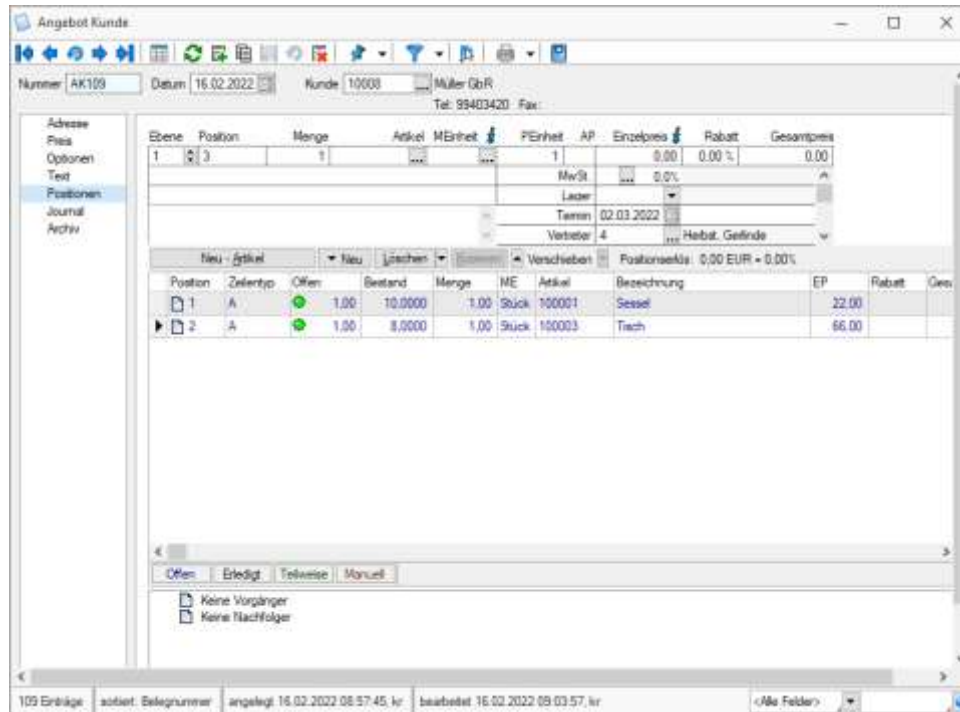 Angebot Kunde
Nummer AK109 Datum 16.02.2022 Kunde 10008 ... Müller GbR
Tel: 99403420 Fax:
Adresse
Preis
Optionen
Text
Positionen
Journal
Archiv
Ebene Position Menge Artikel MEinheit PEinheit AP Einzelpreis Rabatt Gesamtpreis
1 3 1 ... ... 1 0.00 0.00 % 0.00
MwSt. ... 0.0%
Lager
Termin 02.03.2022
Vertreter 4 ... Herbst, Gerlinde
Neu - Artikel Neu Löschen Verschieben Positionserlös 0,00 EUR = 0,00%
Position Zeilentyp Offen Bestand Menge ME Artikel Bezeichnung EP Rabatt
1 A 1.00 10.0000 1.00 Stück 100001 Sessel 22.00
2 A 1.00 8.0000 1.00 Stück 100003 Tisch 66.00
Offen Erledigt Teilweise Manuell
Keine Vorgänger
Keine Nachfolger
109 Einträge sortiert: Belegnummer angelegt 16.02.2022 08:57:45, kr bearbeitet 16.02.2022 09:03:57, kr <Alle Felder>